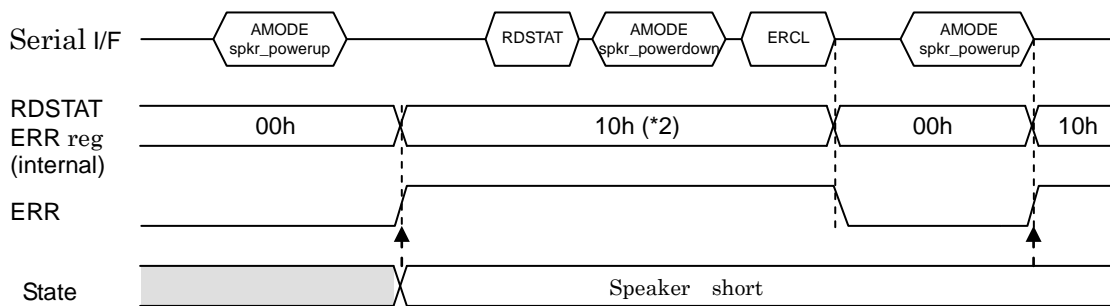 Serial I/F
AMODE
spkr_powerup
RDSTAT
AMODE
spkr_powerdown
ERCL
AMODE
spkr_powerup
RDSTAT
ERR reg
(internal)
00h
10h (*2)
00h
10h
ERR
State
Speaker short